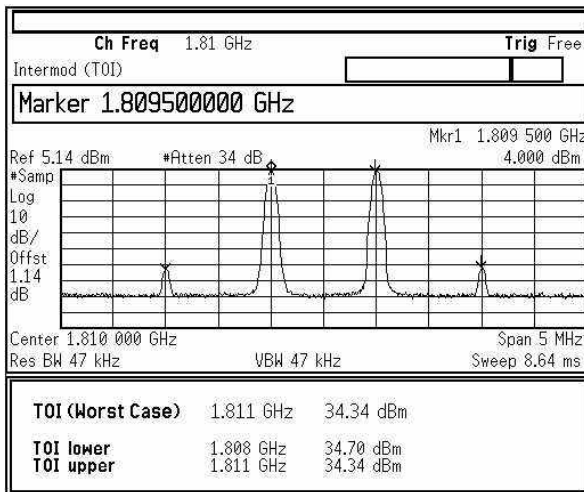 Ch Freq 1.81 GHz Trig Free
Intermod (TOI)
Marker 1.809500000 GHz
Mkr1 1.809 500 GHz
Ref 5.14 dBm #Atten 34 dB 4.000 dBm
#Samp
Log
10
dB/
Offst
1.14
dB
1
Center 1.810 000 GHz Span 5 MHz
Res BW 47 kHz VBW 47 kHz Sweep 8.64 ms
TOI (Worst Case) 1.811 GHz 34.34 dBm
TOI lower 1.808 GHz 34.70 dBm
TOI upper 1.811 GHz 34.34 dBm